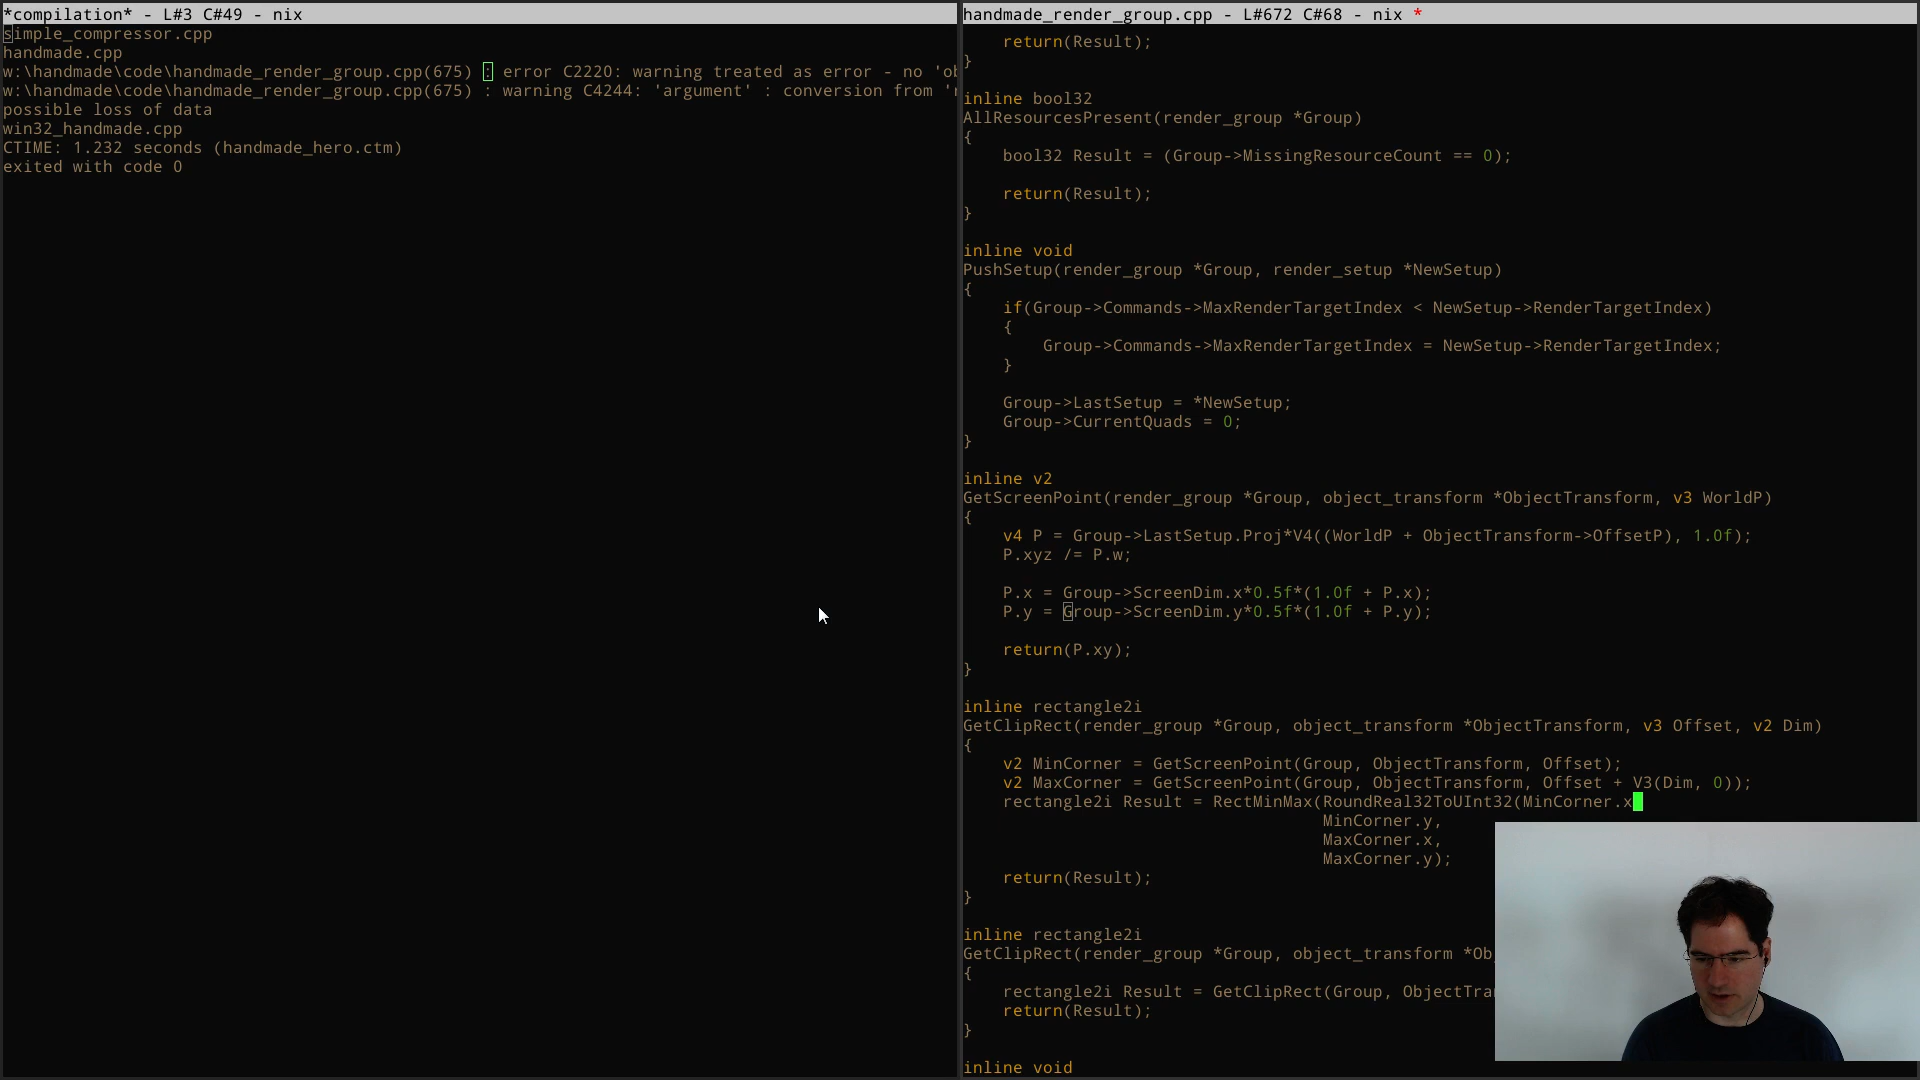 *compilation* - L#3 C#49 - nix
simple_compressor.cpp
handmade.cpp
w:\handmade\code\handmade_render_group.cpp(675) : error C2220: warning treated as error - no 'ob
w:\handmade\code\handmade_render_group.cpp(675) : warning C4244: 'argument' : conversion from 'r
possible loss of data
win32_handmade.cpp
CTIME: 1.232 seconds (handmade_hero.ctm)
exited with code 0
handmade_render_group.cpp - L#672 C#68 - nix *
    return(Result);
}

inline bool32
AllResourcesPresent(render_group *Group)
{
    bool32 Result = (Group->MissingResourceCount == 0);

    return(Result);
}

inline void
PushSetup(render_group *Group, render_setup *NewSetup)
{
    if(Group->Commands->MaxRenderTargetIndex < NewSetup->RenderTargetIndex)
    {
        Group->Commands->MaxRenderTargetIndex = NewSetup->RenderTargetIndex;
    }

    Group->LastSetup = *NewSetup;
    Group->CurrentQuads = 0;
}

inline v2
GetScreenPoint(render_group *Group, object_transform *ObjectTransform, v3 WorldP)
{
    v4 P = Group->LastSetup.Proj*V4((WorldP + ObjectTransform->OffsetP), 1.0f);
    P.xyz /= P.w;

    P.x = Group->ScreenDim.x*0.5f*(1.0f + P.x);
    P.y = Group->ScreenDim.y*0.5f*(1.0f + P.y);

    return(P.xy);
}

inline rectangle2i
GetClipRect(render_group *Group, object_transform *ObjectTransform, v3 Offset, v2 Dim)
{
    v2 MinCorner = GetScreenPoint(Group, ObjectTransform, Offset);
    v2 MaxCorner = GetScreenPoint(Group, ObjectTransform, Offset + V3(Dim, 0));
    rectangle2i Result = RectMinMax(RoundReal32ToUInt32(MinCorner.x
                                    MinCorner.y,
                                    MaxCorner.x,
                                    MaxCorner.y);
    return(Result);
}

inline rectangle2i
GetClipRect(render_group *Group, object_transform *Ob
{
    rectangle2i Result = GetClipRect(Group, ObjectTra
    return(Result);
}

inline void